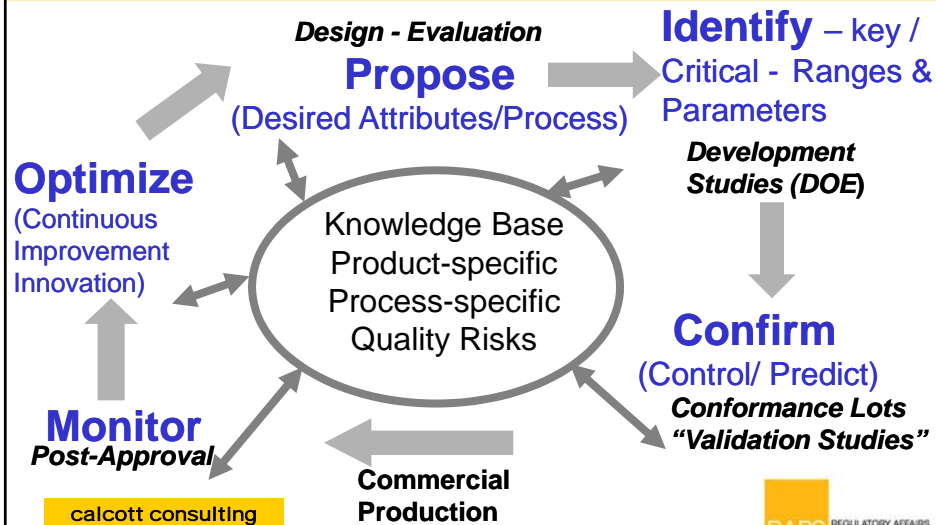 Design - Evaluation
Propose
(Desired Attributes/Process)
Identify – key /
Critical - Ranges &
Parameters
Development
Studies (DOE)
Confirm
(Control/ Predict)
Conformance Lots
“Validation Studies”
Commercial
Production
Monitor
Post-Approval
Optimize
(Continuous
Improvement
Innovation)
Knowledge Base
Product-specific
Process-specific
Quality Risks
calcott consulting
RAPS REGULATORY AFFAIRS